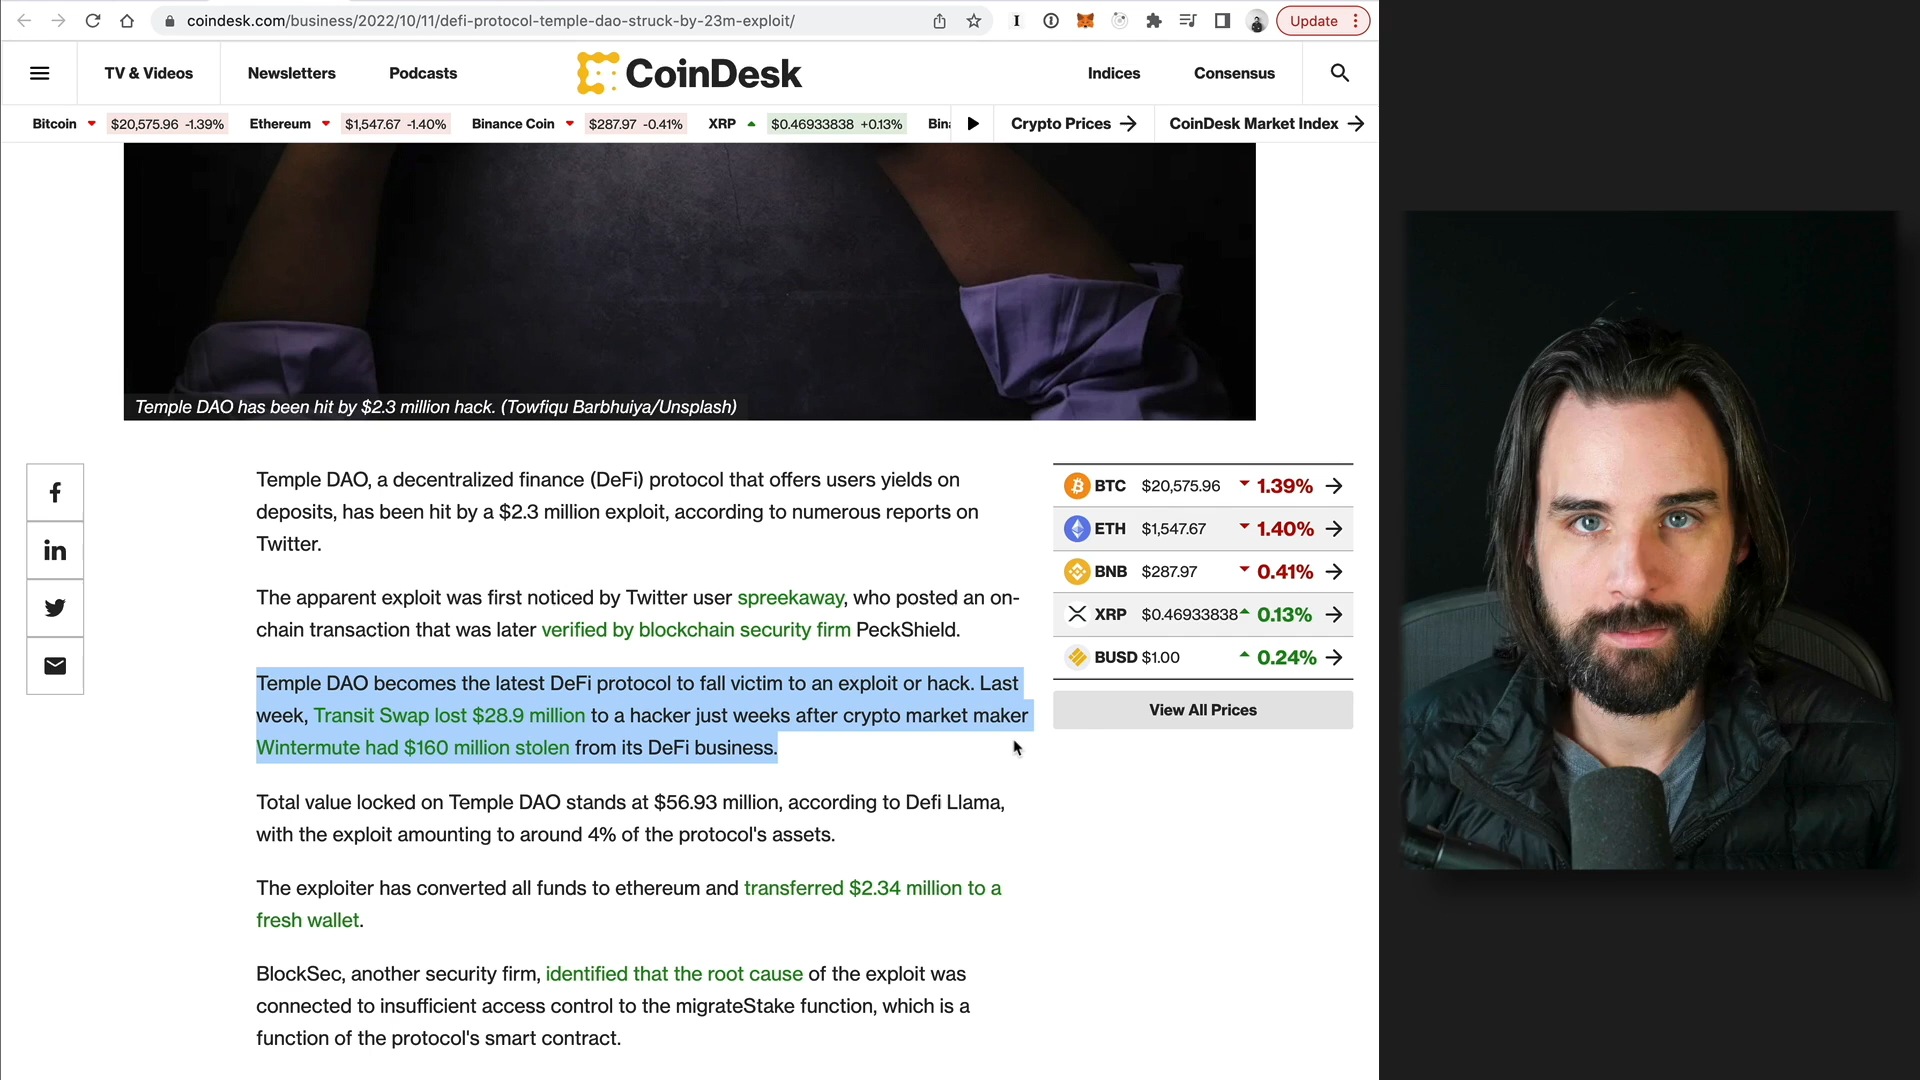 coindesk.com/business/2022/10/11/defi-protocol-temple-dao-struck-by-23m-exploit/
Update
TV & Videos
Newsletters
Podcasts
CoinDesk
Indices
Consensus
Bitcoin $20,575.96 -1.39%
Ethereum $1,547.67 -1.40%
Binance Coin $287.97 -0.41%
XRP $0.46933838 +0.13%
Crypto Prices
CoinDesk Market Index
Temple DAO has been hit by $2.3 million hack. (Towfiqu Barbhuiya/Unsplash)
Temple DAO, a decentralized finance (DeFi) protocol that offers users yields on
deposits, has been hit by a $2.3 million exploit, according to numerous reports on
Twitter.
The apparent exploit was first noticed by Twitter user spreekaway, who posted an on-
chain transaction that was later verified by blockchain security firm PeckShield.
Temple DAO becomes the latest DeFi protocol to fall victim to an exploit or hack. Last
week, Transit Swap lost $28.9 million to a hacker just weeks after crypto market maker
Wintermute had $160 million stolen from its DeFi business.
Total value locked on Temple DAO stands at $56.93 million, according to Defi Llama,
with the exploit amounting to around 4% of the protocol's assets.
The exploiter has converted all funds to ethereum and transferred $2.34 million to a
fresh wallet.
BlockSec, another security firm, identified that the root cause of the exploit was
connected to insufficient access control to the migrateStake function, which is a
function of the protocol's smart contract.
BTC $20,575.96 1.39%
ETH $1,547.67 1.40%
BNB $287.97 0.41%
XRP $0.46933838 0.13%
BUSD $1.00 0.24%
View All Prices